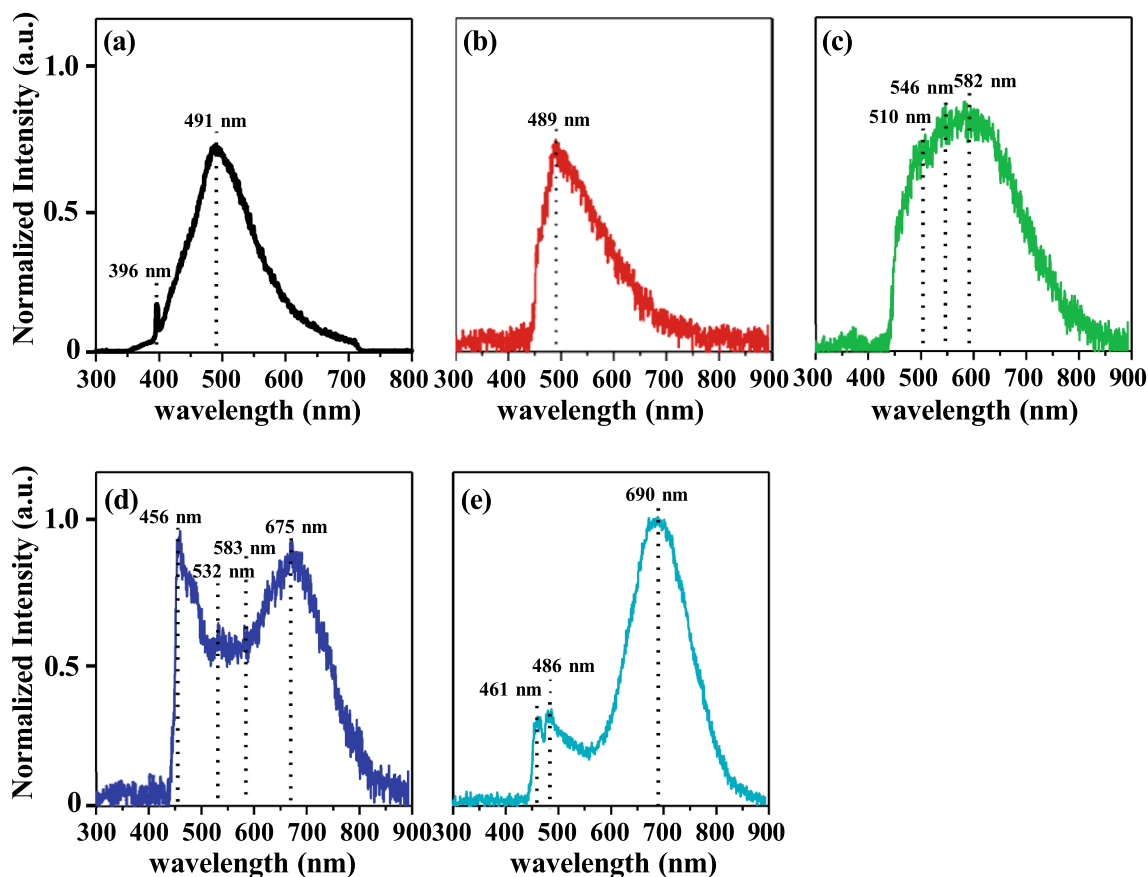 (a)
(b)
(c)
Normalized Intensity (a.u.)
1.0
0.5
0
491 nm
396 nm
489 nm
546 nm
582 nm
510 nm
300 400 500 600 700 800
300 400 500 600 700 800 900
300 400 500 600 700 800 900
wavelength (nm)
wavelength (nm)
wavelength (nm)
(d)
(e)
Normalized Intensity (a.u.)
1.0
0.5
0
456 nm
583 nm
532 nm
675 nm
690 nm
486 nm
461 nm
300 400 500 600 700 800 900
300 400 500 600 700 800 900
wavelength (nm)
wavelength (nm)